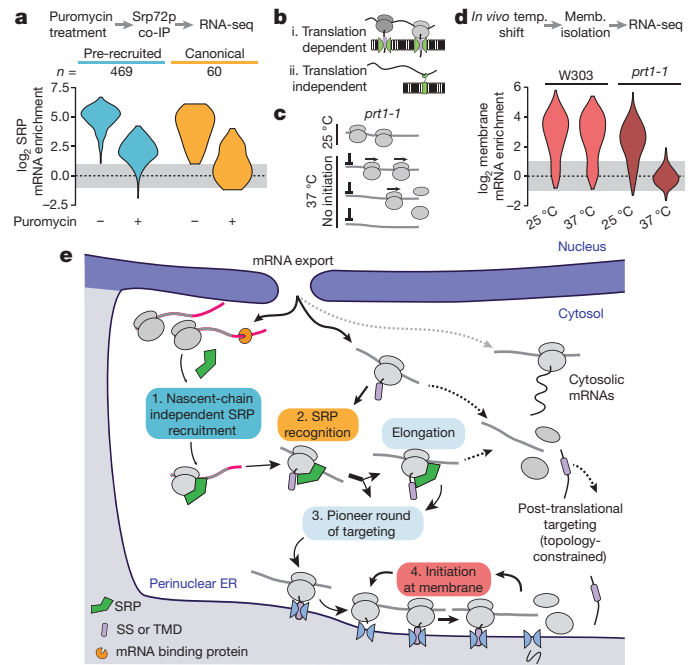 a
Puromycin treatment
Srp72p co-IP
RNA-seq
Pre-recruited
Canonical
n = 469 60
log2 SRP
mRNA enrichment
7.5
5.0
2.5
0.0
−2.5
Puromycin − + − +
b
i. Translation
dependent
ii. Translation
independent
c
prt1-1
25 °C
37 °C
No initiation
d
In vivo temp. shift
Memb. isolation
RNA-seq
W303
prt1-1
log2 membrane
mRNA enrichment
6
4
2
0
−2
25 °C
37 °C
25 °C
37 °C
e
Nucleus
mRNA export
Cytosol
1. Nascent-chain
independent SRP
recruitment
2. SRP
recognition
Elongation
Cytosolic
mRNAs
3. Pioneer round
of targeting
Post-translational
targeting
(topology-
constrained)
4. Initiation
at membrane
Perinuclear ER
SRP
SS or TMD
mRNA binding protein